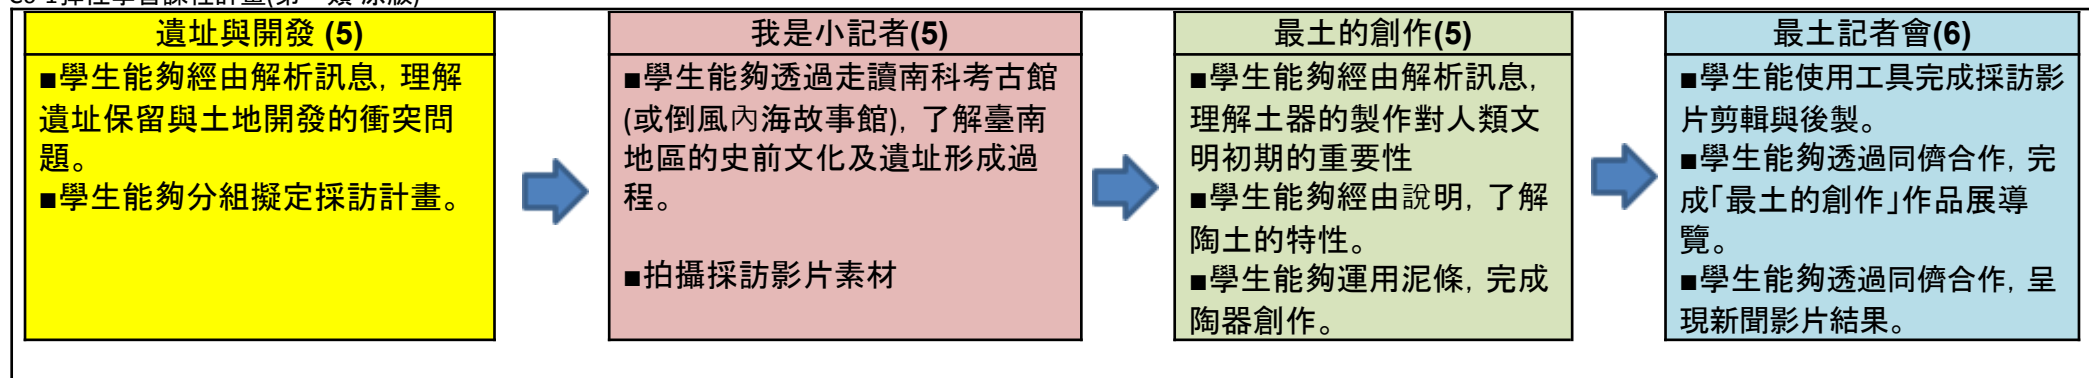 遺址與開發 (5)
■學生能夠經由解析訊息, 理解
遺址保留與土地開發的衝突問
題。
■學生能夠分組擬定採訪計畫。
我是小記者(5)
■學生能夠透過走讀南科考古館
(或倒風內海故事館), 了解臺南
地區的史前文化及遺址形成過
程。
■拍攝採訪影片素材
最土的創作(5)
■學生能夠經由解析訊息,
理解土器的製作對人類文
明初期的重要性
■學生能夠經由說明, 了解
陶土的特性。
■學生能夠運用泥條, 完成
陶器創作。
最土記者會(6)
■學生能使用工具完成採訪影
片剪輯與後製。
■學生能夠透過同儕合作, 完
成「最土的創作」作品展導
覽。
■學生能夠透過同儕合作, 呈
現新聞影片結果。